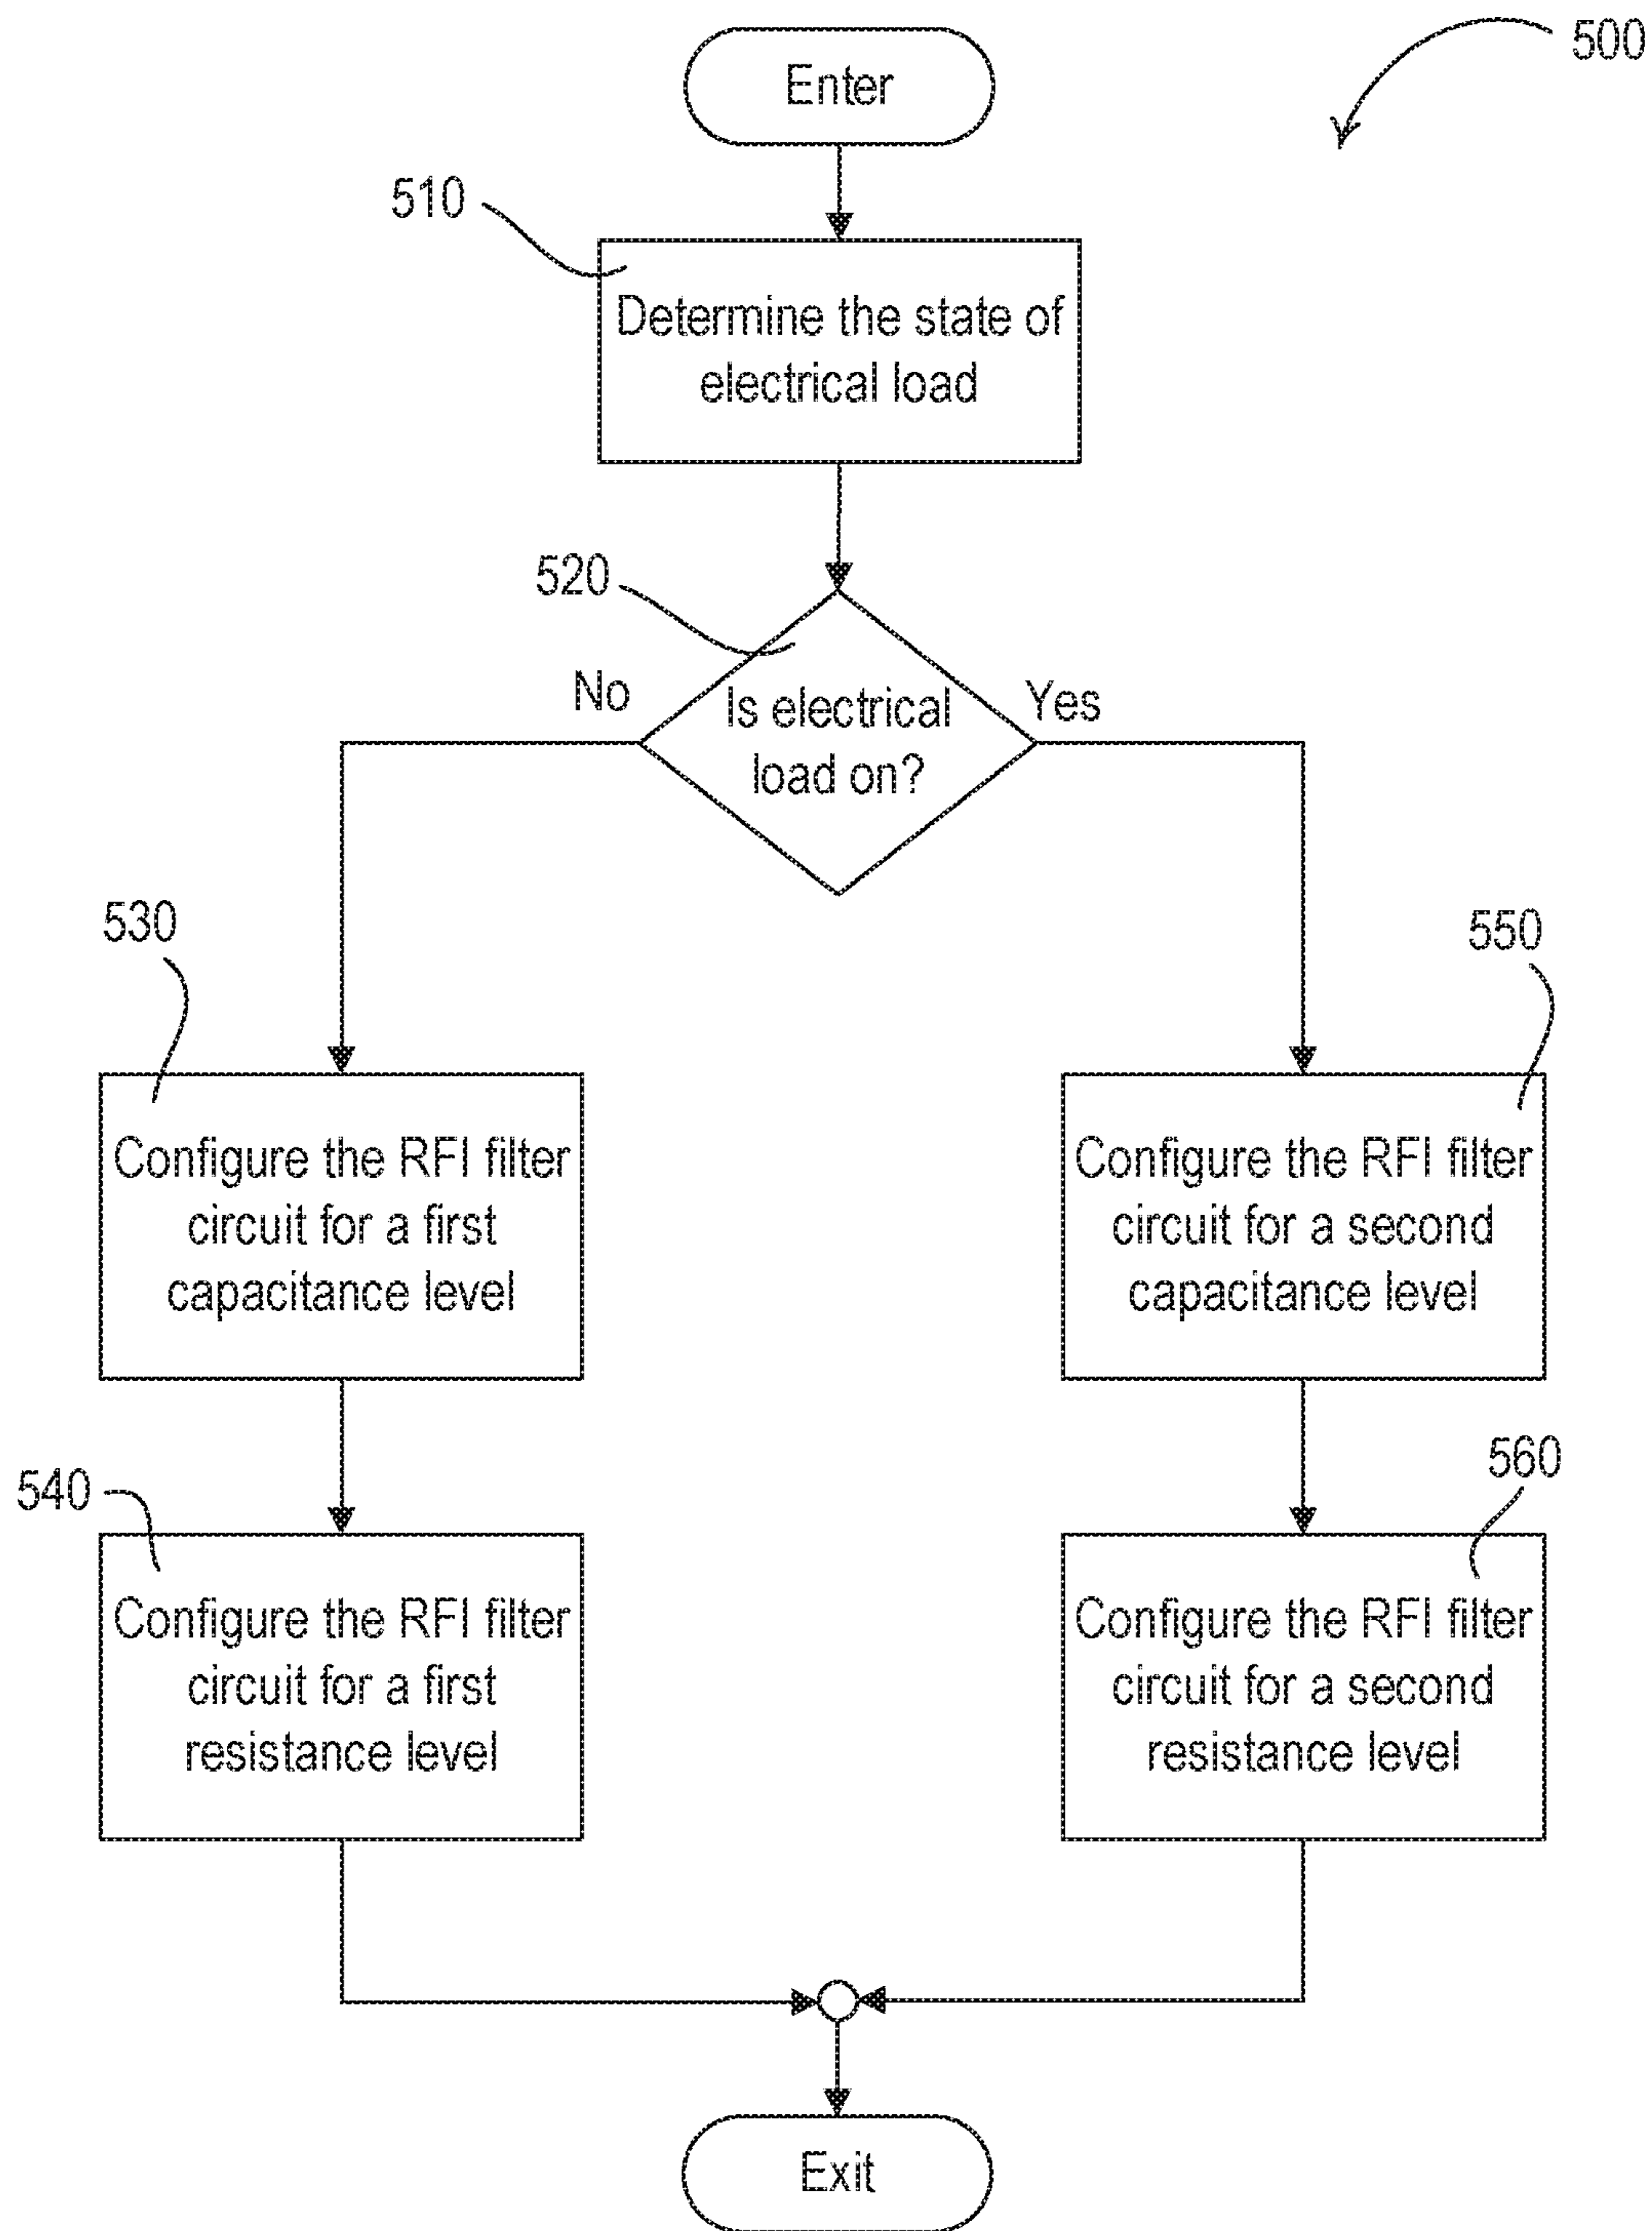 500
Enter
510
Determine the state of
electrical load
520
No
Yes
Is electrical
load on?
530
550
Configure the RFI filter
circuit for a first
capacitance level
Configure the RFI filter
circuit for a second
capacitance level
540
560
Configure the RFI filter
circuit for a first
resistance level
Configure the RFI filter
circuit for a second
resistance level
Exit